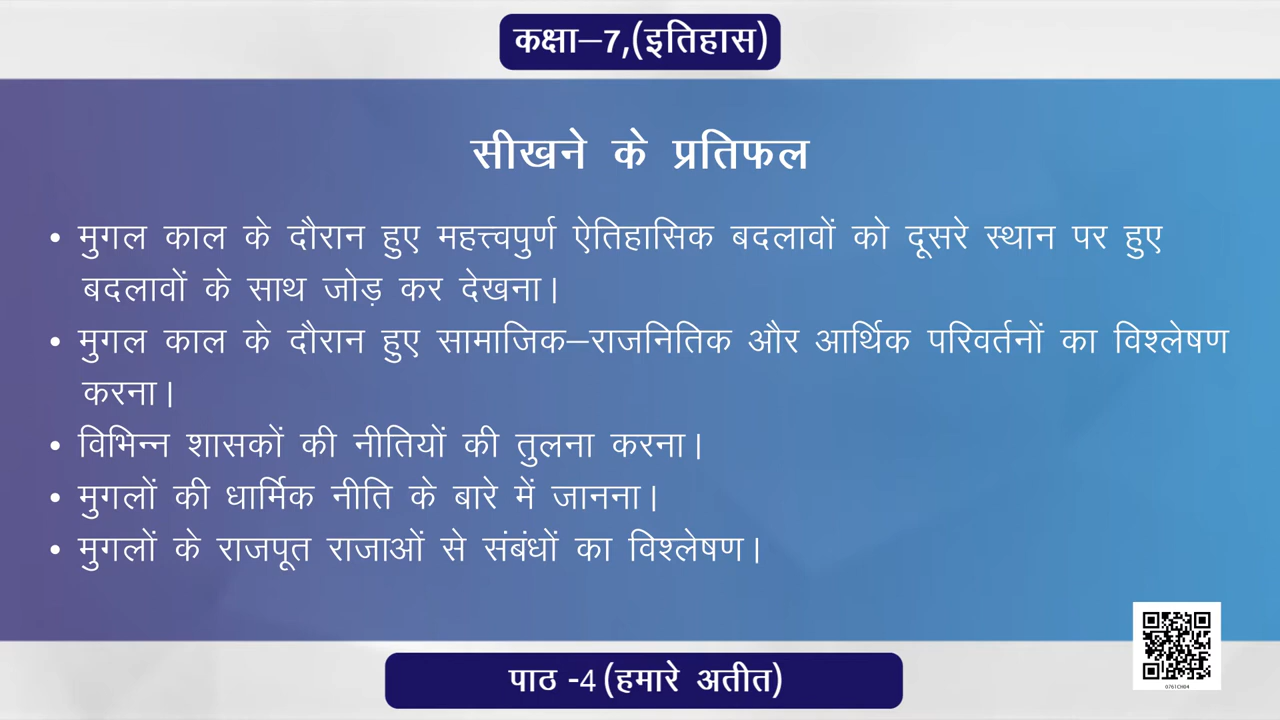 कक्षा–7,(इतिहास)
सीखने के प्रतिफल
• मुगल काल के दौरान हुए महत्त्वपुर्ण ऐतिहासिक बदलावों को दूसरे स्थान पर हुए
बदलावों के साथ जोड़ कर देखना।
• मुगल काल के दौरान हुए सामाजिक–राजनितिक और आर्थिक परिवर्तनों का विश्लेषण
करना।
• विभिन्न शासकों की नीतियों की तुलना करना।
• मुगलों की धार्मिक नीति के बारे में जानना।
• मुगलों के राजपूत राजाओं से संबंधों का विश्लेषण।
0761CH04
पाठ -4 (हमारे अतीत)